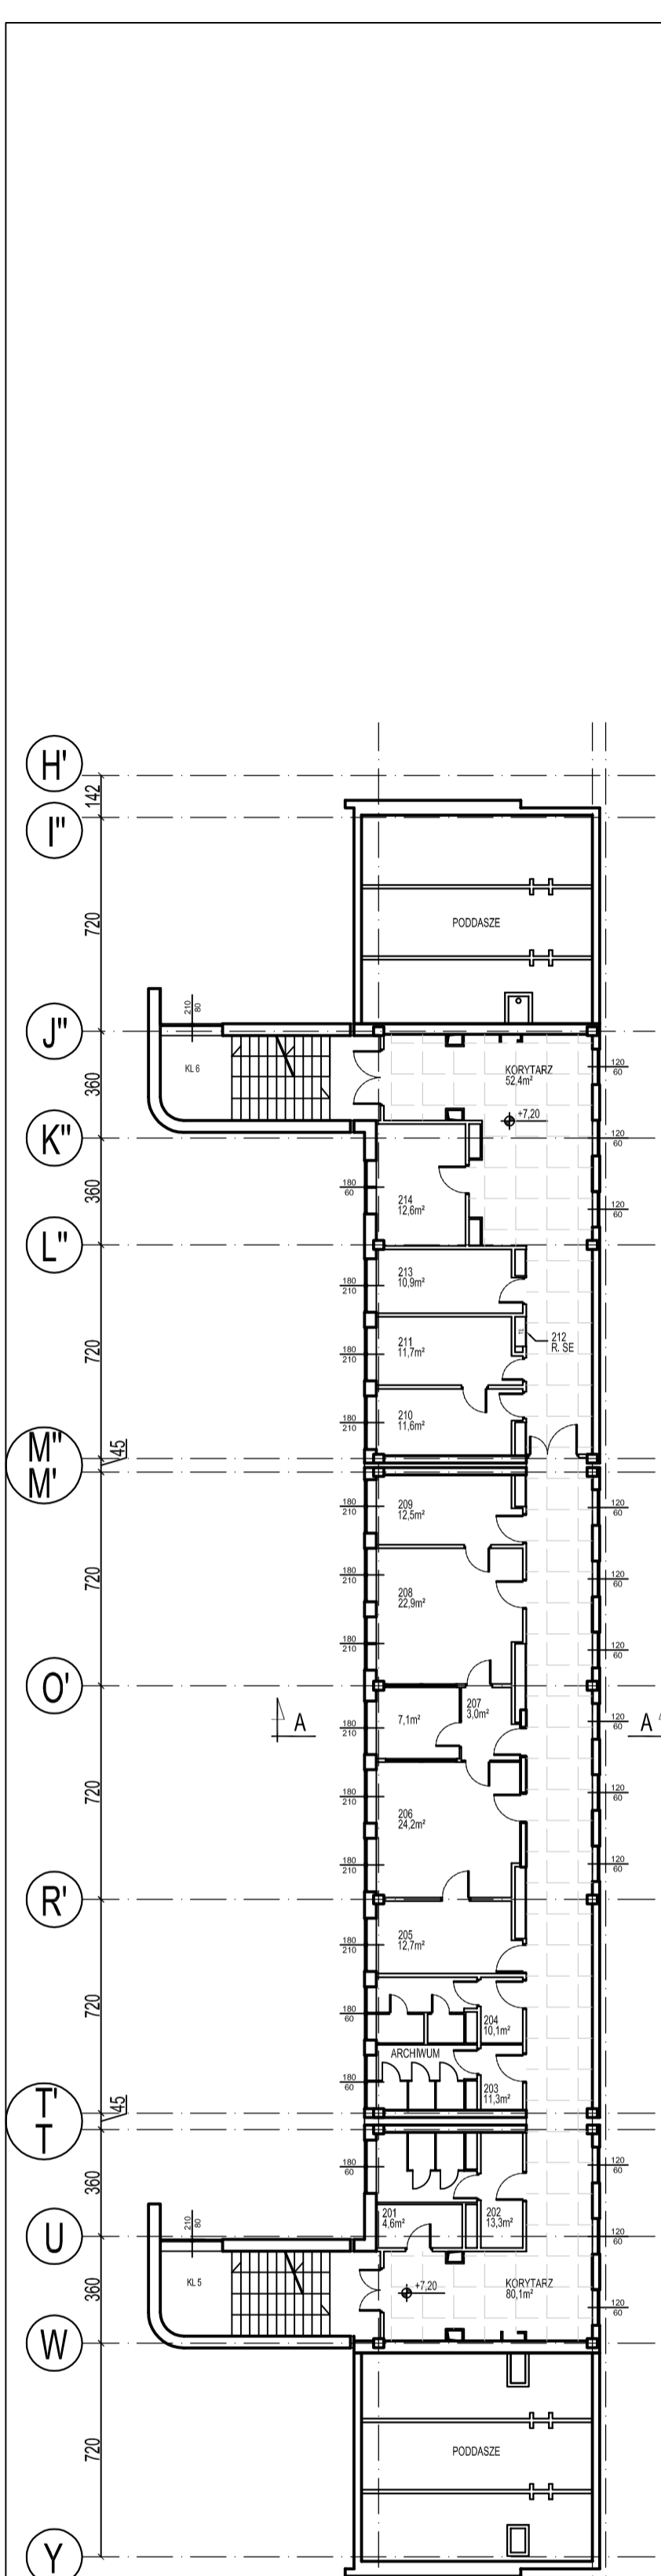 H'
142
I"
720
PODDASZE
J"
210
80
KL 6
360
KORYTARZ
52,4m²
120
60
+7,20
K"
120
60
360
180
60
214
12,6m²
120
60
L"
213
10,9m²
180
210
720
211
11,7m²
212
R. SE
180
210
210
11,6m²
180
210
M"
M'
45
209
12,5m²
180
210
120
60
720
180
210
120
60
208
22,9m²
180
210
120
60
O'
207
3,0m²
7,1m²
A
A
180
210
120
60
720
180
210
120
60
206
24,2m²
180
210
120
60
R'
205
12,7m²
180
210
720
180
60
204
10,1m²
ARCHIWUM
180
60
203
11,3m²
T'
T
45
360
180
60
120
60
201
4,6m²
202
13,3m²
U
210
80
120
60
KL 5
360
+7,20
KORYTARZ
80,1m²
120
60
W
720
PODDASZE
Y